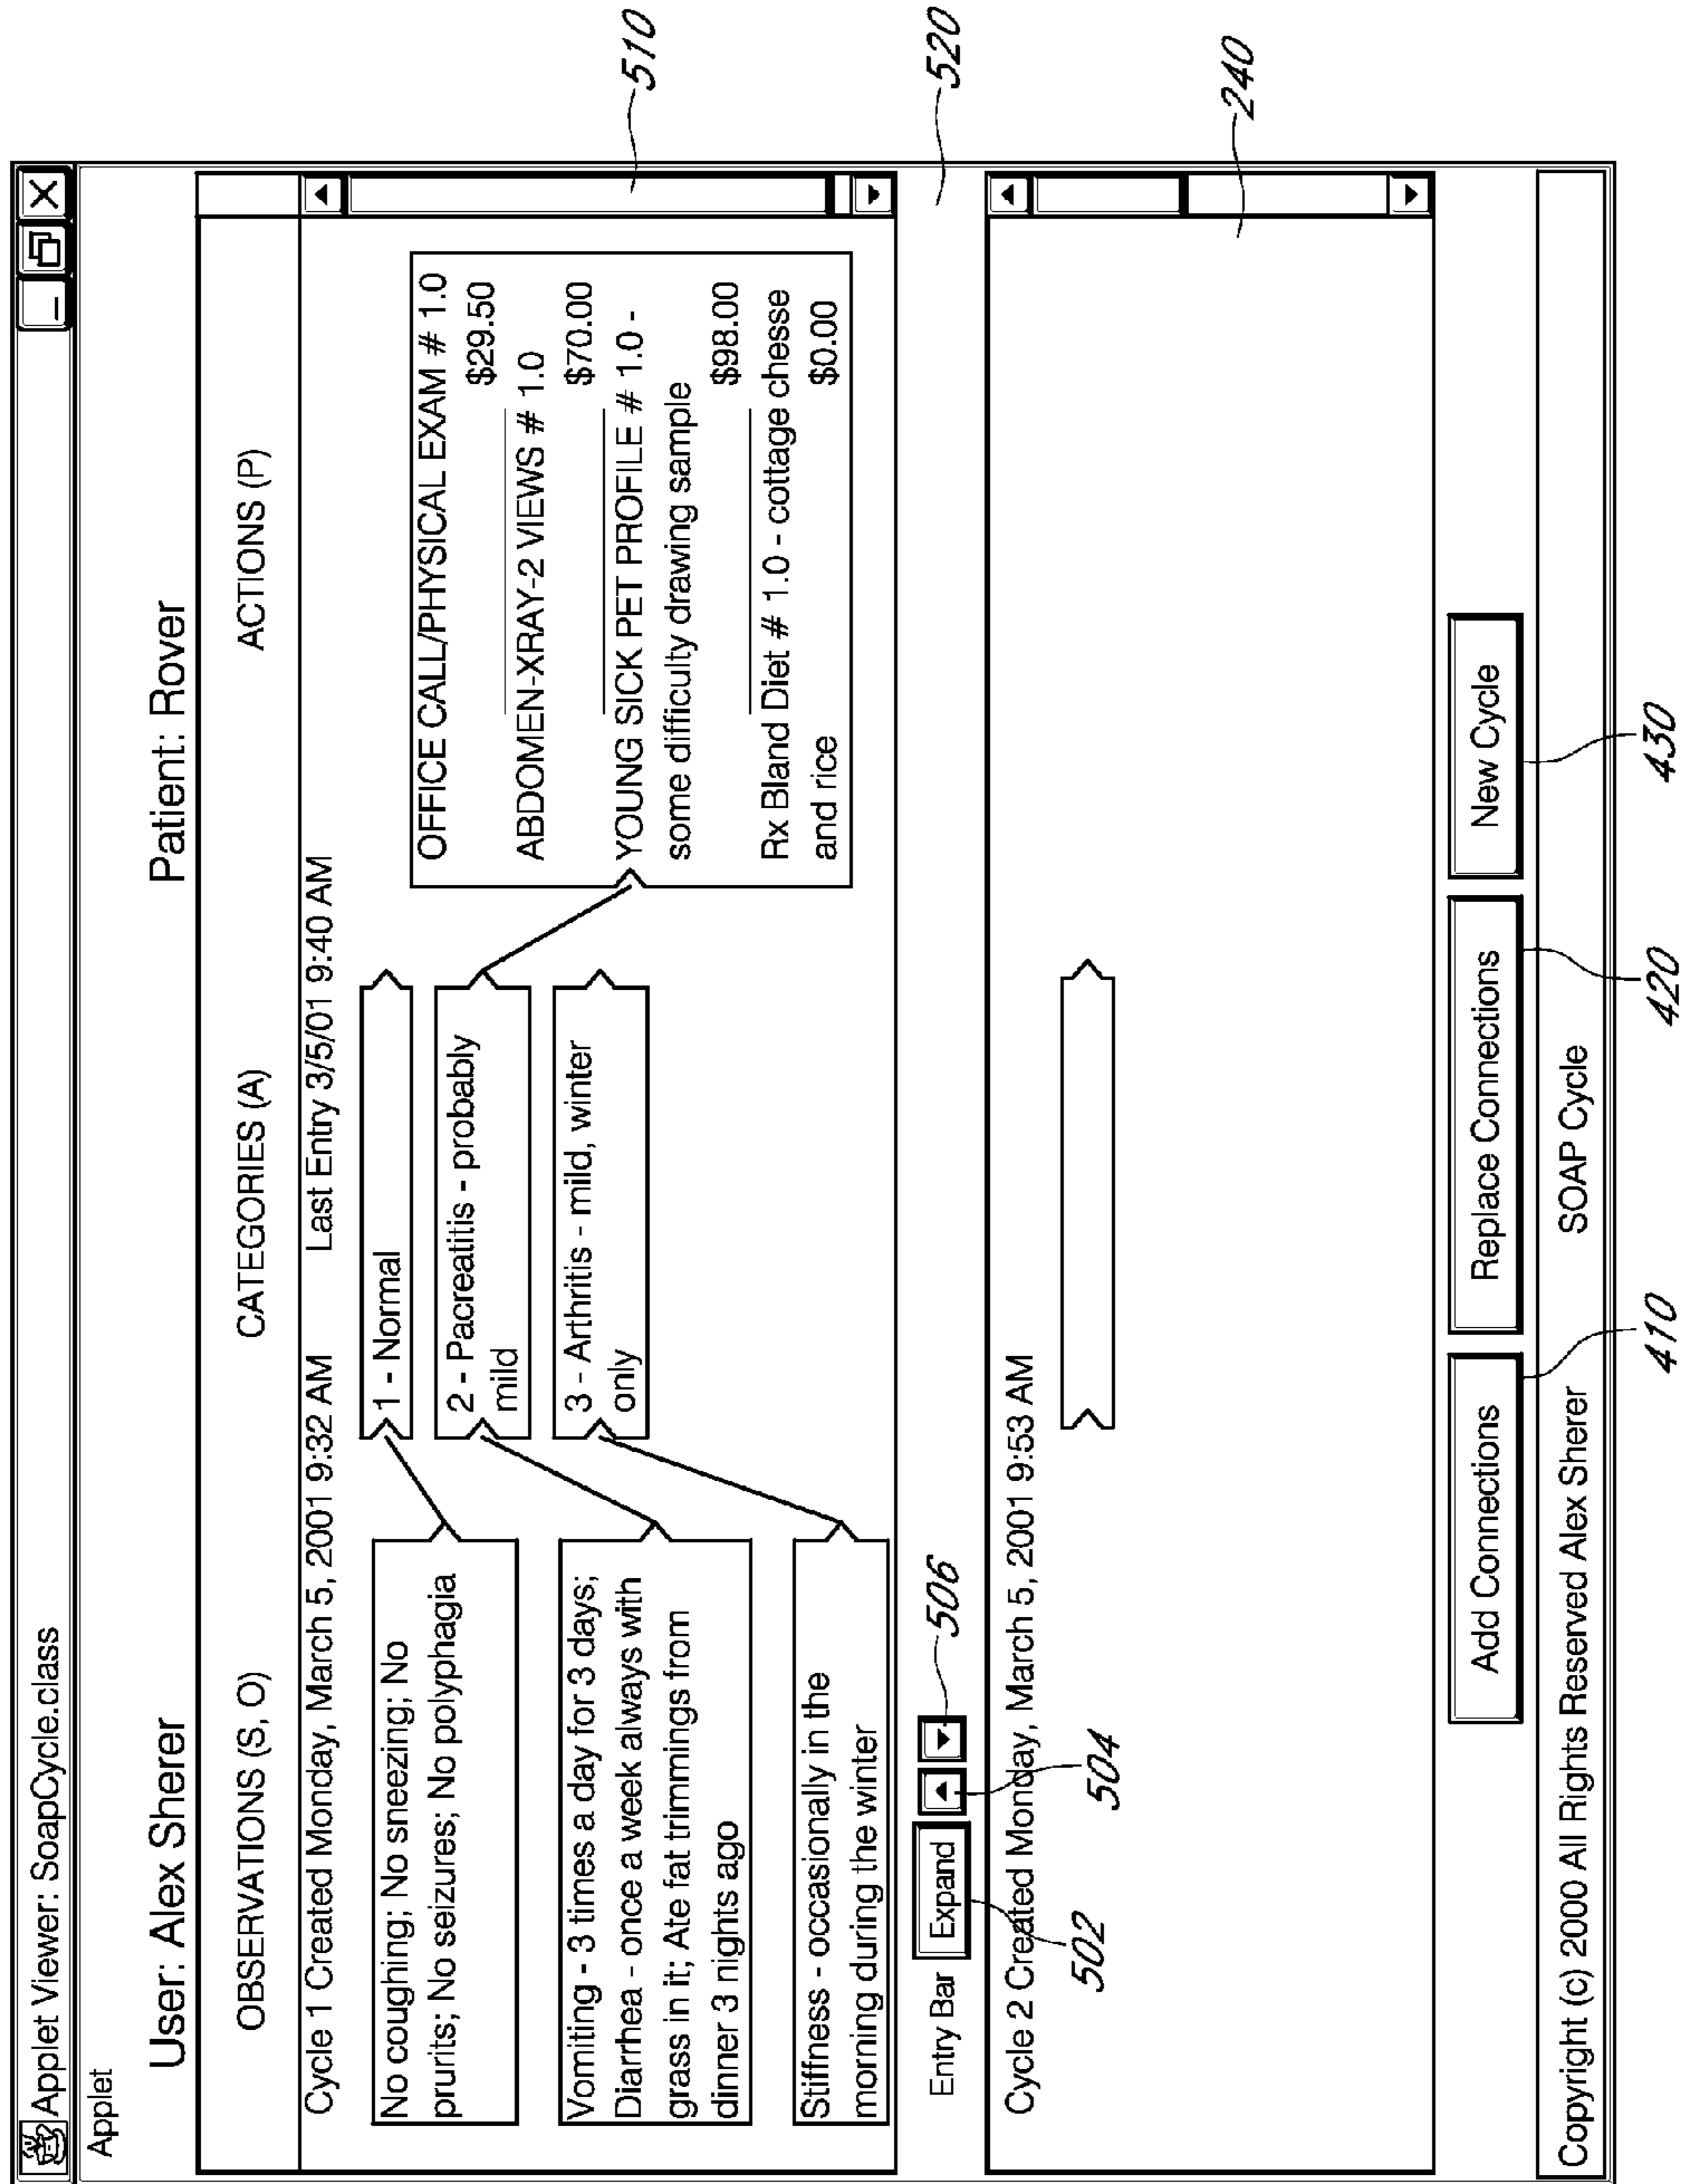 Applet Viewer: SoapCycle.class
Applet
User: Alex Sherer
Patient: Rover
OBSERVATIONS (S, O)
CATEGORIES (A)
ACTIONS (P)
Cycle 1 Created Monday, March 5, 2001 9:32 AM
Last Entry 3/5/01 9:40 AM
No coughing; No sneezing; No
prurits; No seizures; No polyphagia
Vomiting - 3 times a day for 3 days;
Diarrhea - once a week always with
grass in it; Ate fat trimmings from
dinner 3 nights ago
Stiffness - occasionally in the
morning during the winter
1 - Normal
2 - Pacreatitis - probably
mild
3 - Arthritis - mild, winter
only
OFFICE CALL/PHYSICAL EXAM # 1.0
$29.50
ABDOMEN-XRAY-2 VIEWS # 1.0
$70.00
YOUNG SICK PET PROFILE # 1.0 -
some difficulty drawing sample
$98.00
Rx Bland Diet # 1.0 - cottage chesse
and rice
$0.00
510
Entry Bar
Expand
506
520
Cycle 2 Created Monday, March 5, 2001 9:53 AM
502
504
240
Add Connections
Replace Connections
New Cycle
Copyright (c) 2000 All Rights Reserved Alex Sherer
SOAP Cycle
410
420
430